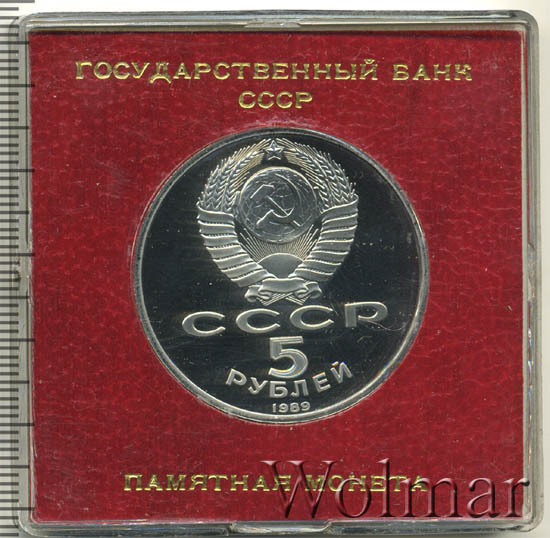 ГОСУДАРСТВЕННЫЙ БАНК
СССР
СССР
5
РУБЛЕЙ
1989
ПАМЯТНАЯ МОНЕТА
Wolmar